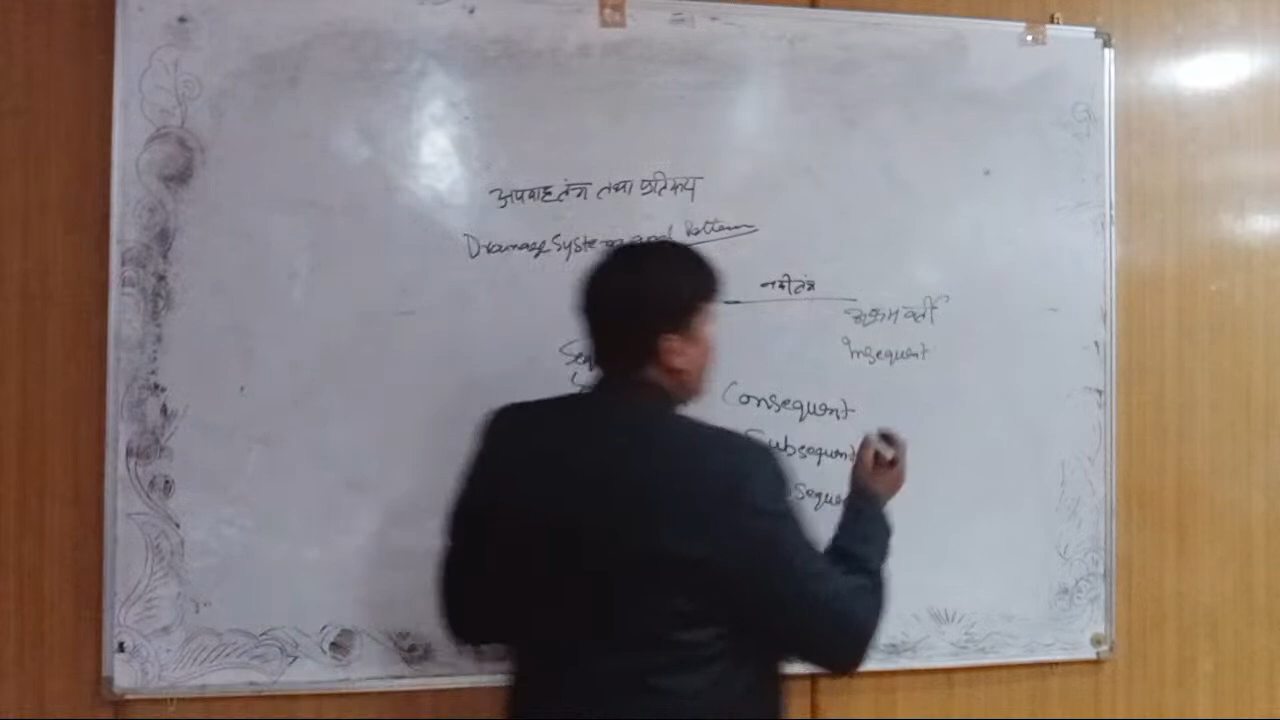 अपवाह तंत्र तथा प्रतिरूप
Drainage System and Pattern
नदी तंत्र
अक्रमवर्ती
Insequent
Consequent
Subsequent